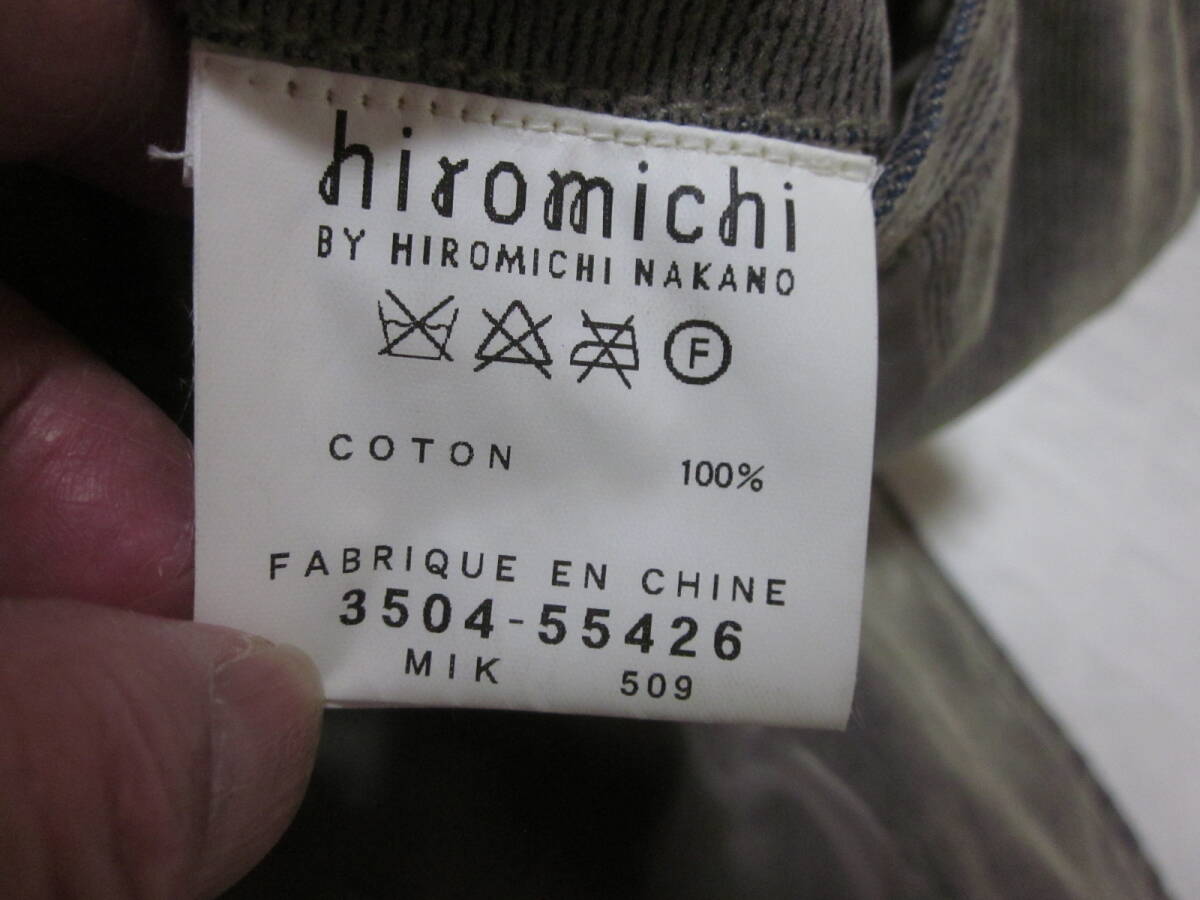 hiromichi
BY HIROMICHI NAKANO
F
COTON 100%
FABRIQUE EN CHINE
3504-55426
MIK 509